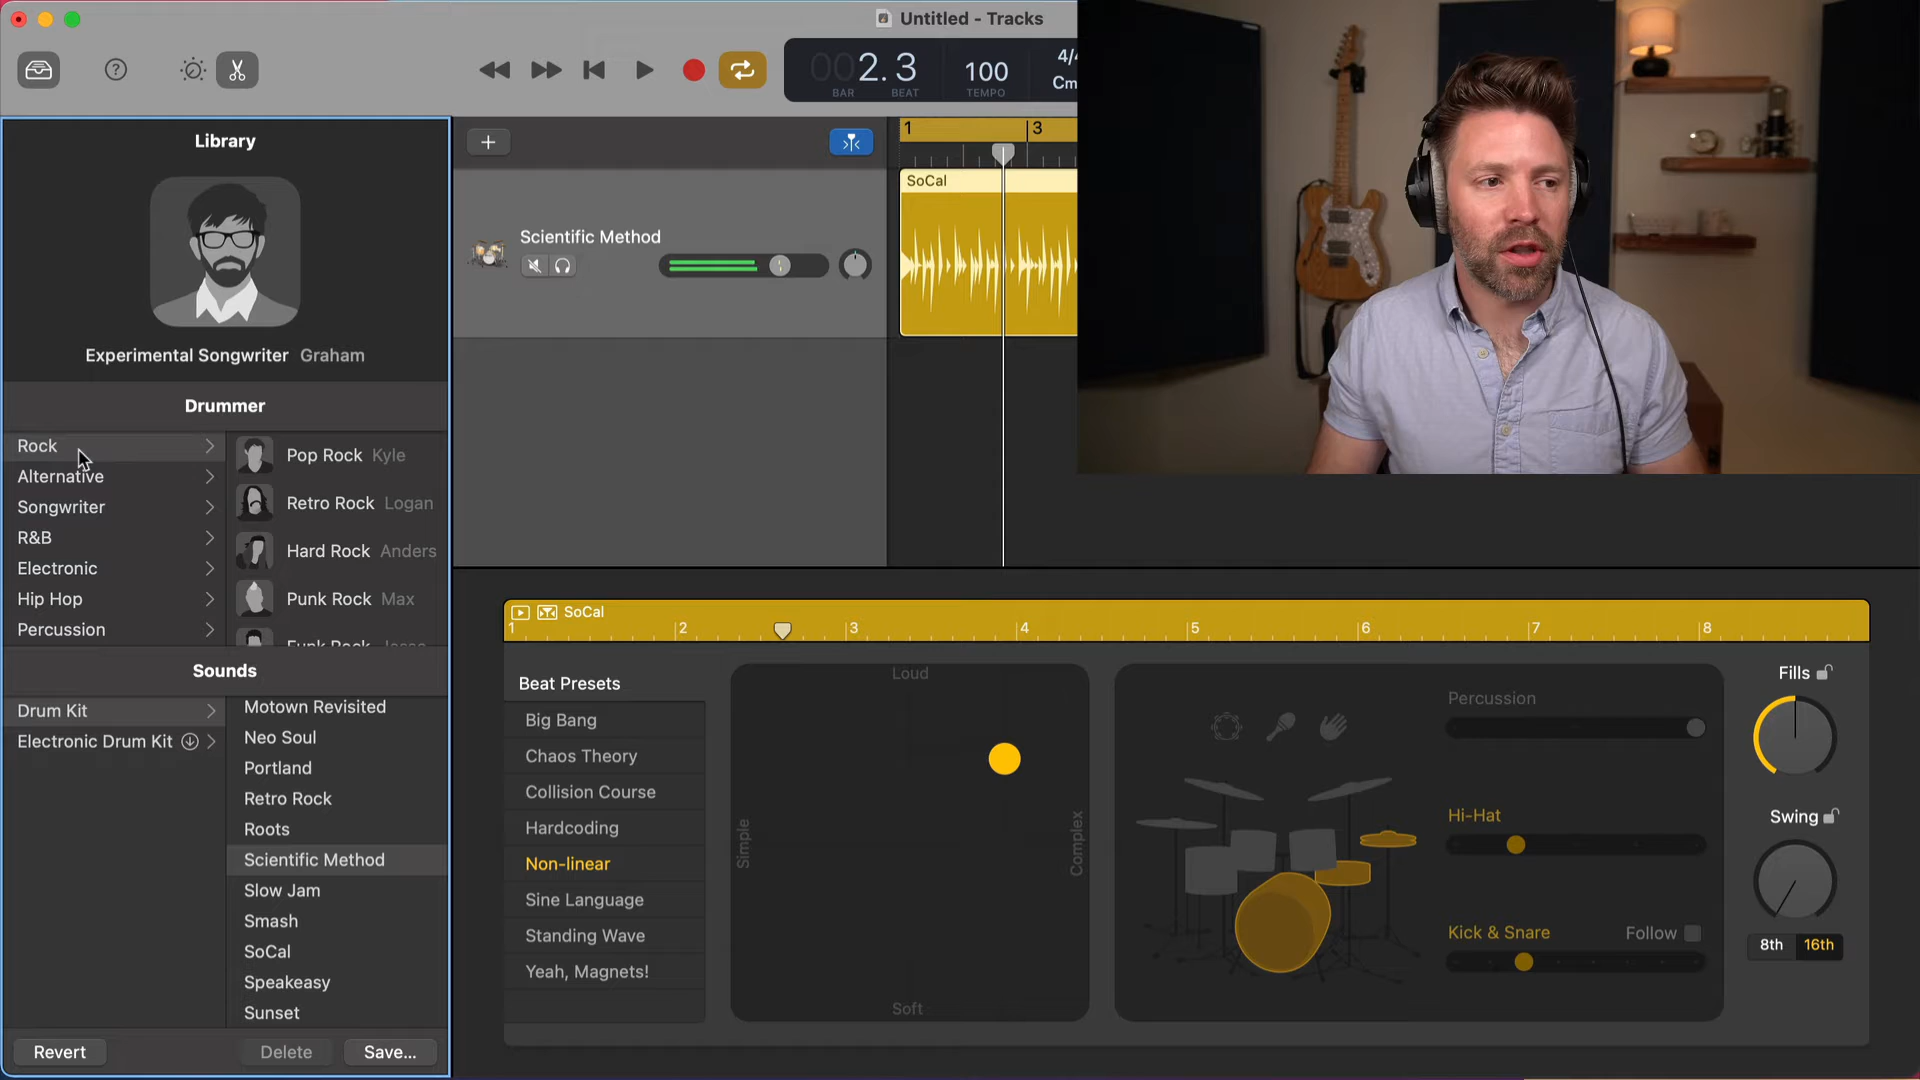 Untitled - Tracks
002.3
BAR
BEAT
100
TEMPO
4/4
Cm
Library
Experimental Songwriter Graham
Drummer
Rock
Alternative
Songwriter
R&B
Electronic
Hip Hop
Percussion
Pop Rock Kyle
Retro Rock Logan
Hard Rock Anders
Punk Rock Max
Sounds
Drum Kit
Electronic Drum Kit
Motown Revisited
Neo Soul
Portland
Retro Rock
Roots
Scientific Method
Slow Jam
Smash
SoCal
Speakeasy
Sunset
Revert
Delete
Save...
1
3
SoCal
Scientific Method
SoCal
1 2 3 4 5 6 7 8
Beat Presets
Big Bang
Chaos Theory
Collision Course
Hardcoding
Non-linear
Sine Language
Standing Wave
Yeah, Magnets!
Loud
Simple
Complex
Soft
Percussion
Hi-Hat
Kick & Snare
Follow
Fills
Swing
8th
16th